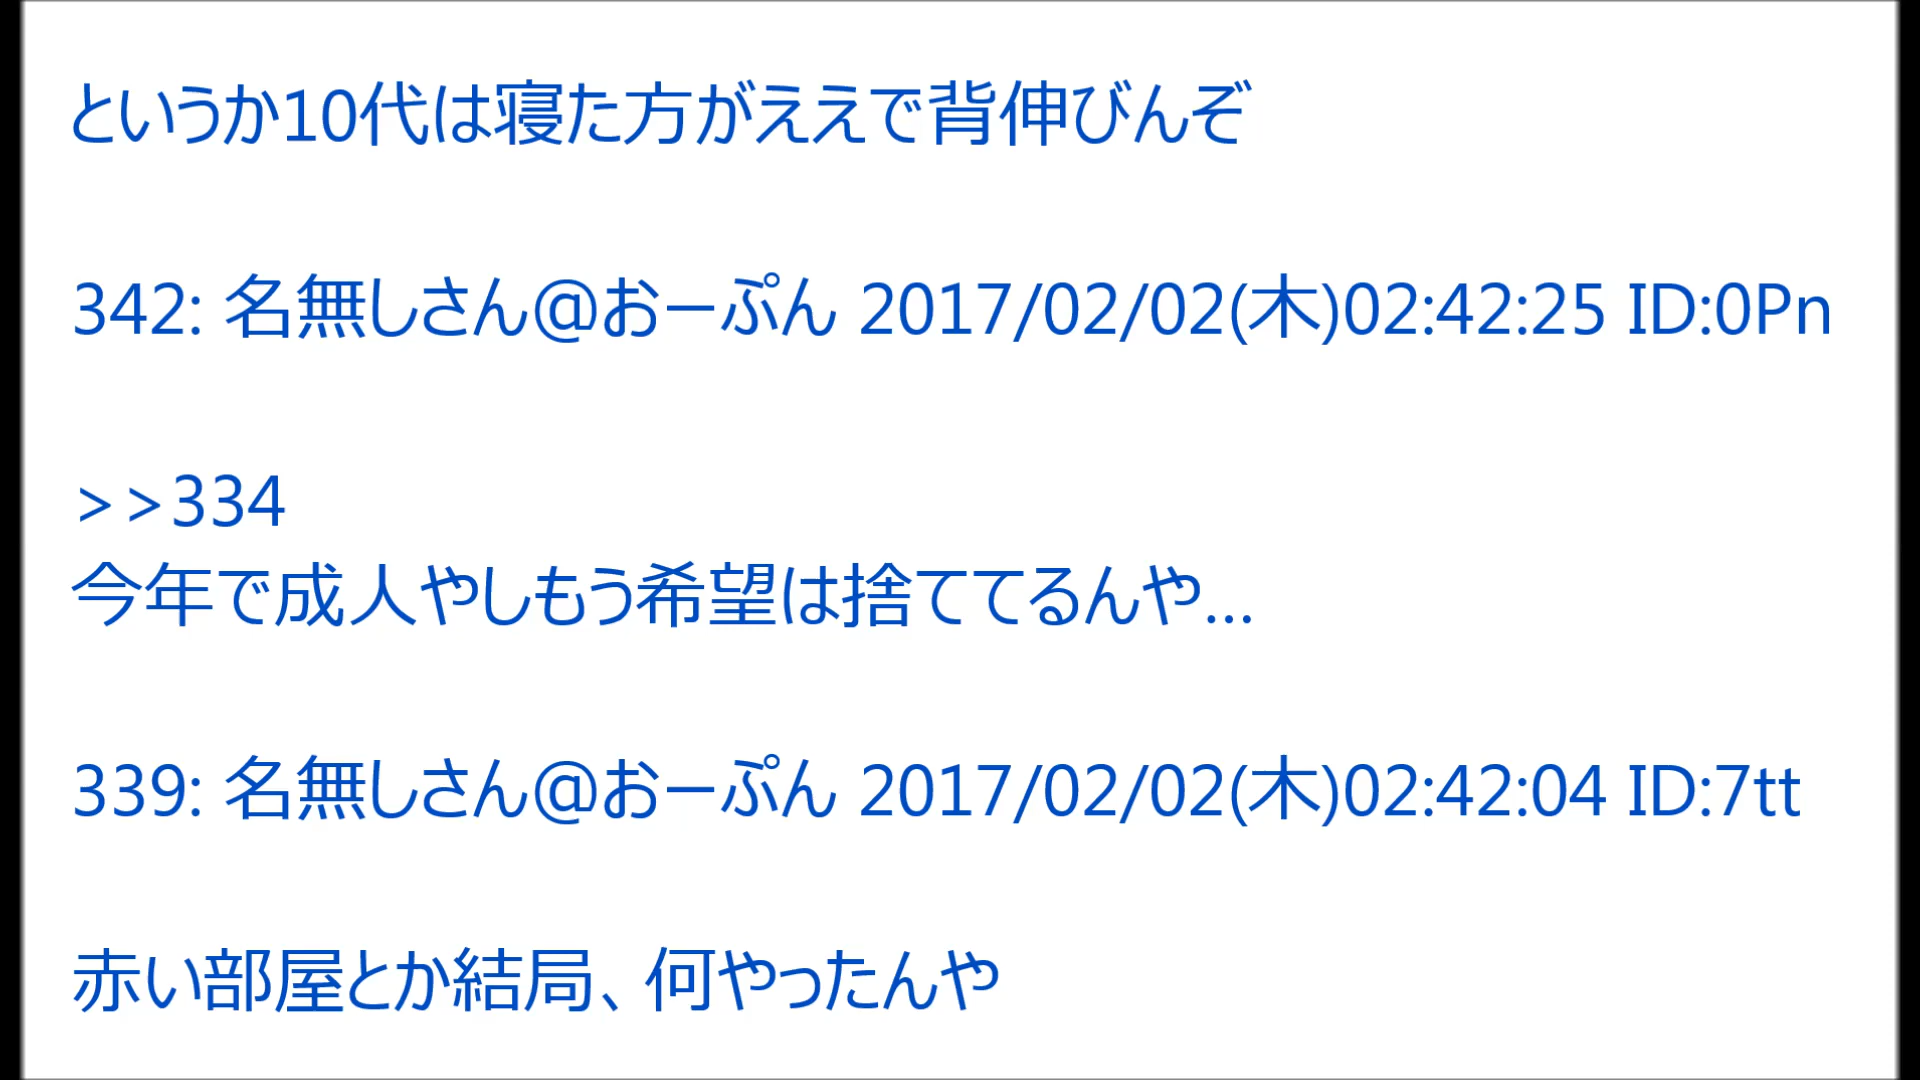 というか10代は寝た方がええで背伸びんぞ
342: 名無しさん@おーぷん 2017/02/02(木)02:42:25 ID:0Pn
>>334
今年で成人やしもう希望は捨ててるんや...
339: 名無しさん@おーぷん 2017/02/02(木)02:42:04 ID:7tt
赤い部屋とか結局、何やったんや